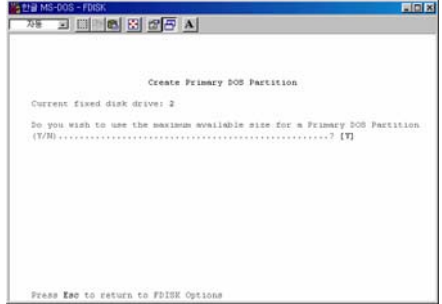 한글 MS-DOS - FDISK
자동
A
Create Primary DOS Partition
Current fixed disk drive: 2
Do you wish to use the maximum available size for a Primary DOS Partition
(Y/N)...................................................? [Y]
Press Esc to return to FDISK Options